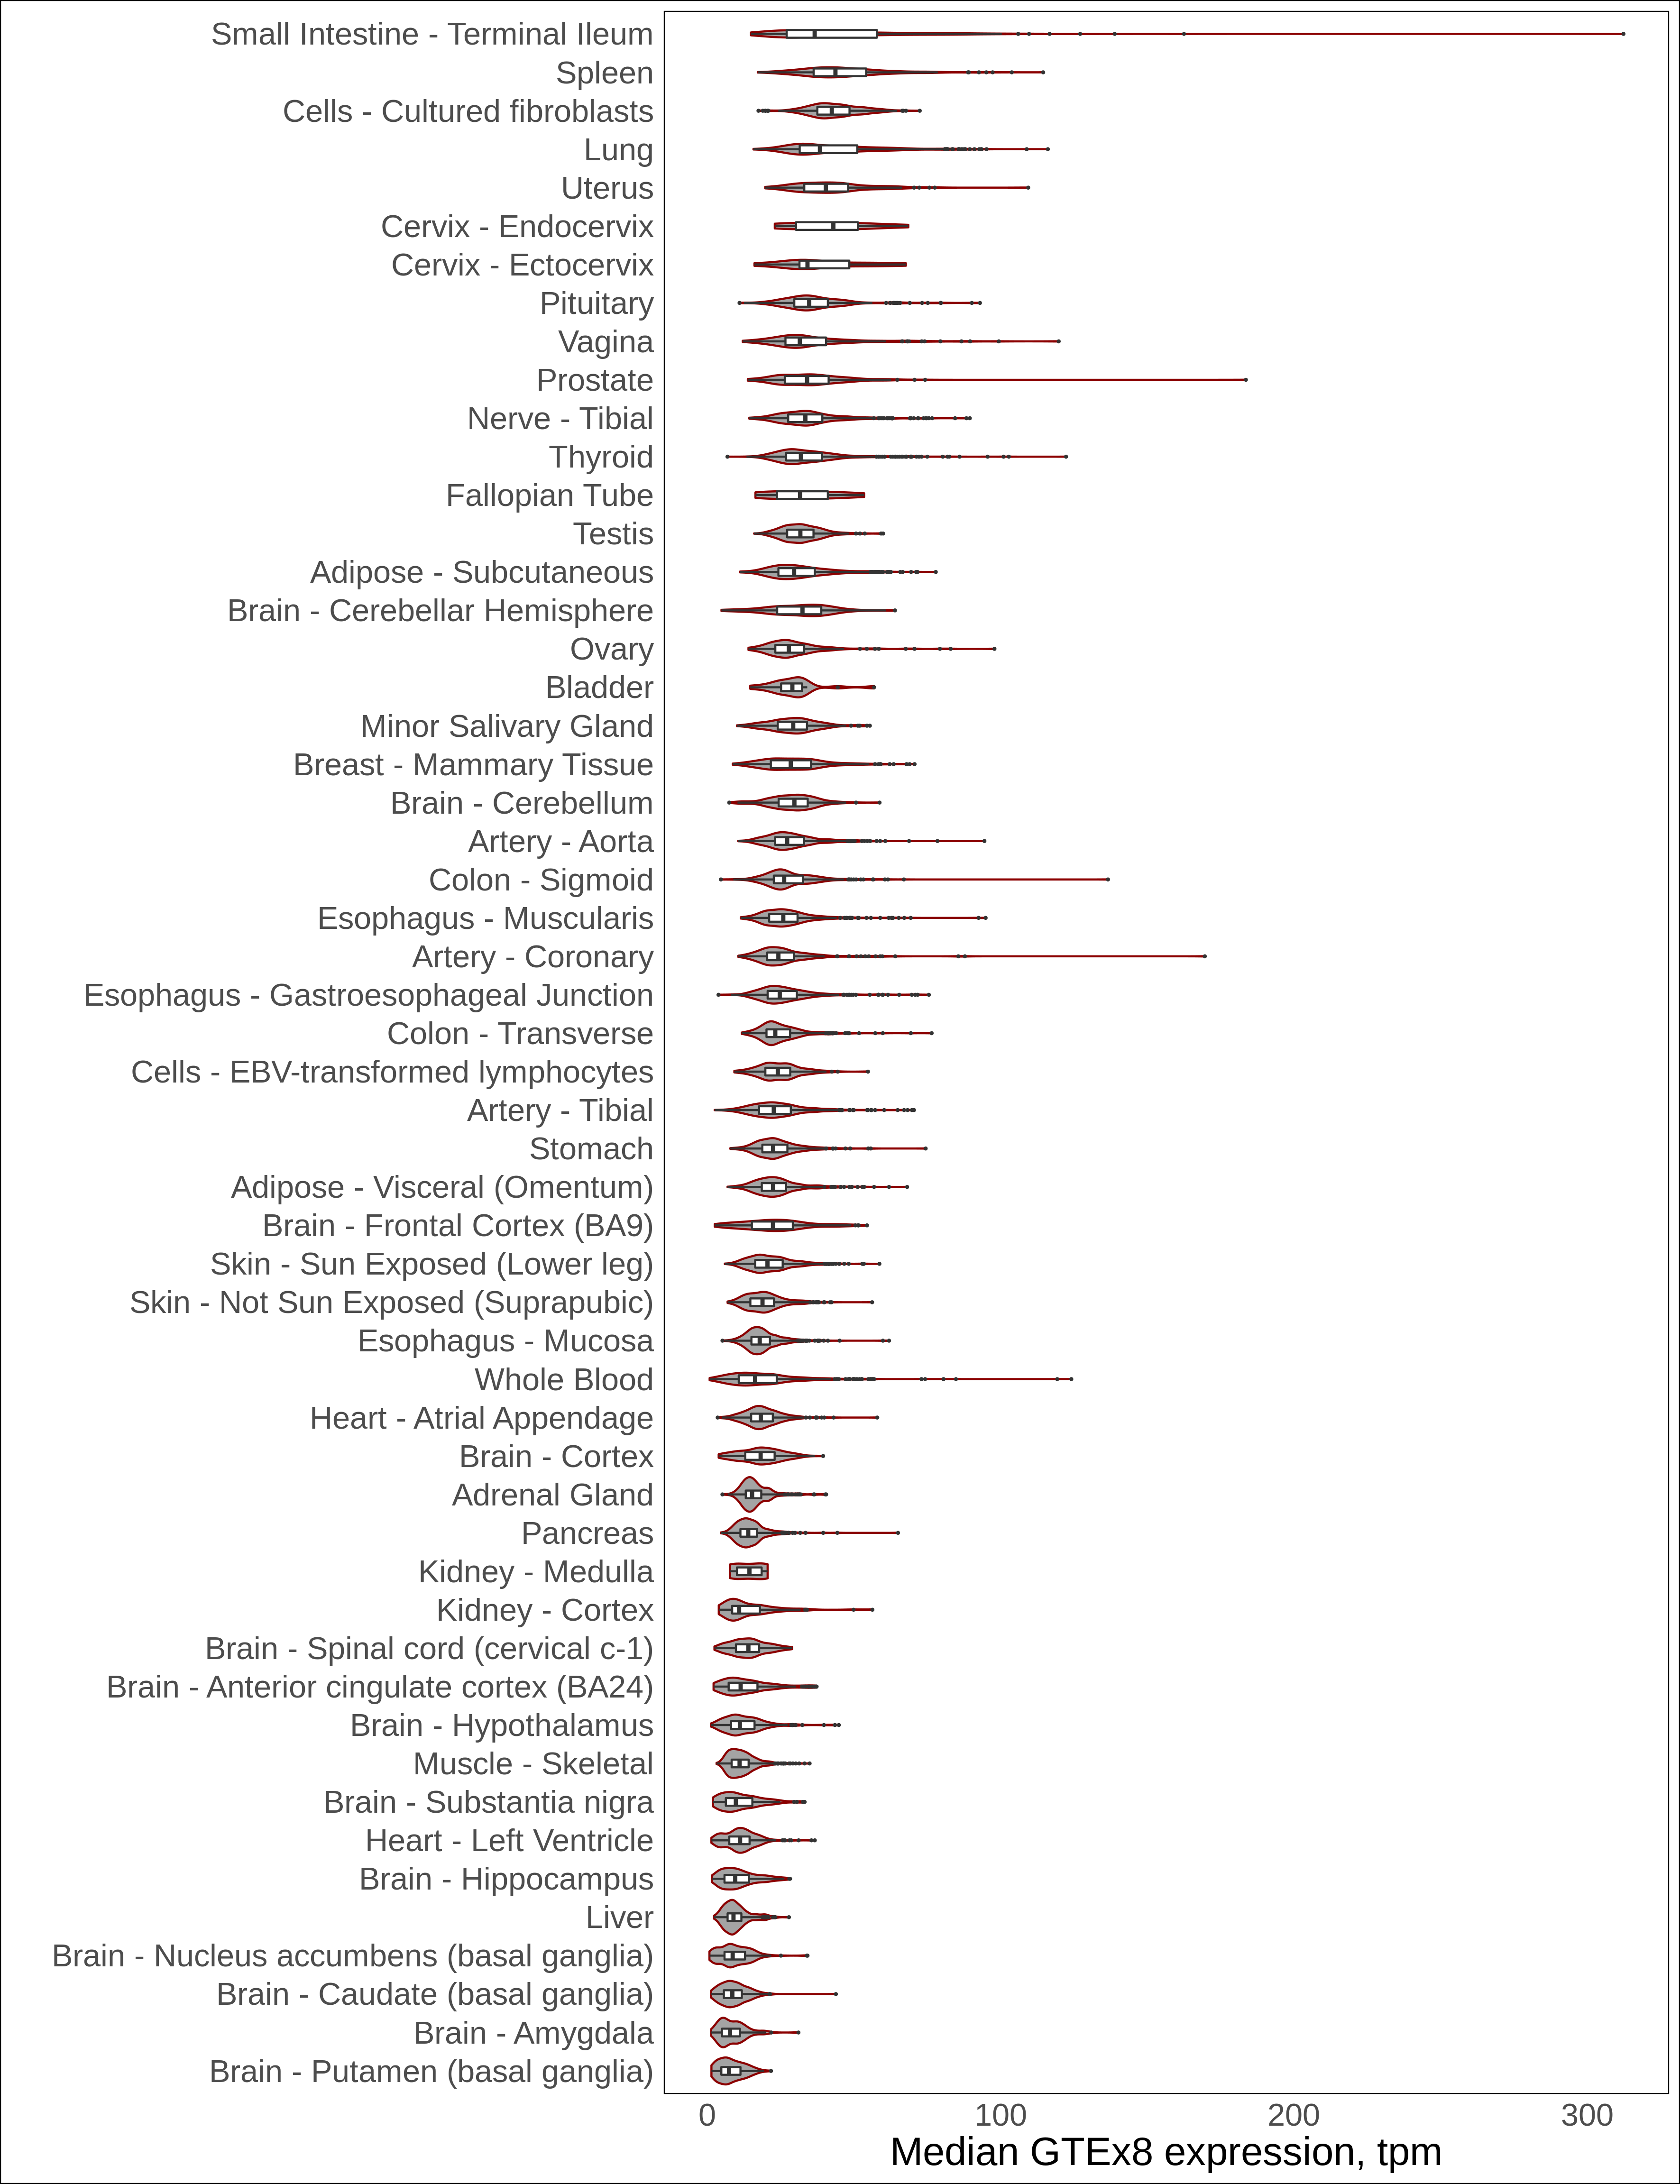 Small Intestine - Terminal Ileum
Spleen
Cells - Cultured fibroblasts
Lung
Uterus
Cervix - Endocervix
Cervix - Ectocervix
Pituitary
Vagina
Prostate
Nerve - Tibial
Thyroid
Fallopian Tube
Testis
Adipose - Subcutaneous
Brain - Cerebellar Hemisphere
Ovary
Bladder
Minor Salivary Gland
Breast - Mammary Tissue
Brain - Cerebellum
Artery - Aorta
Colon - Sigmoid
Esophagus - Muscularis
Artery - Coronary
Esophagus - Gastroesophageal Junction
Colon - Transverse
Cells - EBV-transformed lymphocytes
Artery - Tibial
Stomach
Adipose - Visceral (Omentum)
Brain - Frontal Cortex (BA9)
Skin - Sun Exposed (Lower leg)
Skin - Not Sun Exposed (Suprapubic)
Esophagus - Mucosa
Whole Blood
Heart - Atrial Appendage
Brain - Cortex
Adrenal Gland
Pancreas
Kidney - Medulla
Kidney - Cortex
Brain - Spinal cord (cervical c-1)
Brain - Anterior cingulate cortex (BA24)
Brain - Hypothalamus
Muscle - Skeletal
Brain - Substantia nigra
Heart - Left Ventricle
Brain - Hippocampus
Liver
Brain - Nucleus accumbens (basal ganglia)
Brain - Caudate (basal ganglia)
Brain - Amygdala
Brain - Putamen (basal ganglia)
0 100 200 300
Median GTEx8 expression, tpm